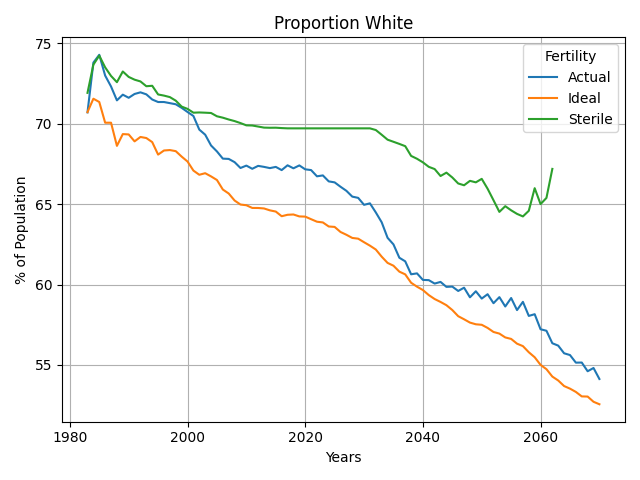 Proportion White
Fertility
Actual
Ideal
Sterile
% of Population
75
70
65
60
55
1980
2000
2020
2040
2060
Years